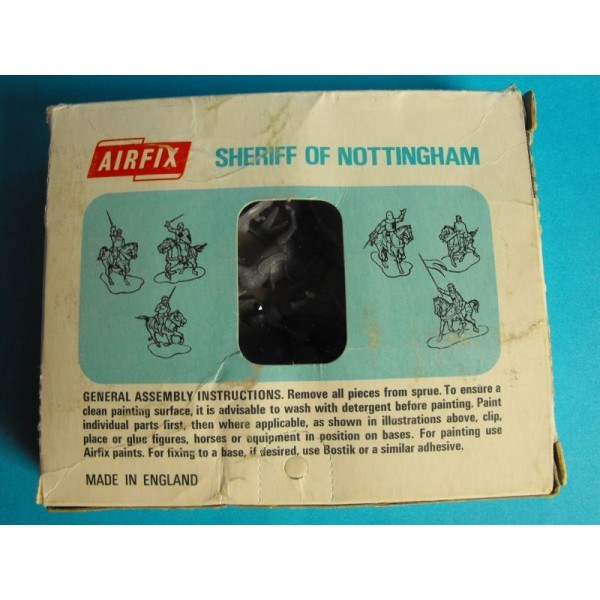 AIRFIX
SHERIFF OF NOTTINGHAM
GENERAL ASSEMBLY INSTRUCTIONS. Remove all pieces from sprue. To ensure a
clean painting surface, it is advisable to wash with detergent before painting. Paint
individual parts first, then where applicable, as shown in illustrations above, clip,
place or glue figures, horses or equipment in position on bases. For painting use
Airfix paints. For fixing to a base, if desired, use Bostik or a similar adhesive.
MADE IN ENGLAND